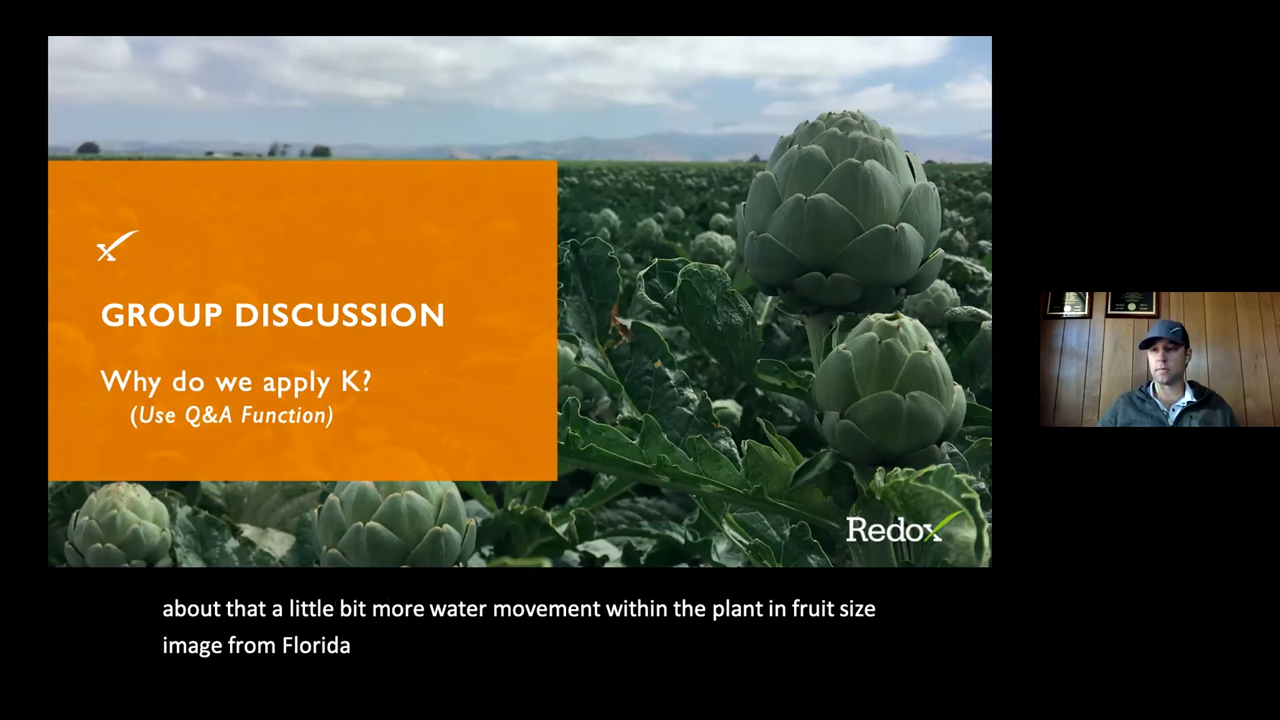 GROUP DISCUSSION
Why do we apply K?
(Use Q&A Function)
Redox
about that a little bit more water movement within the plant in fruit size
image from Florida